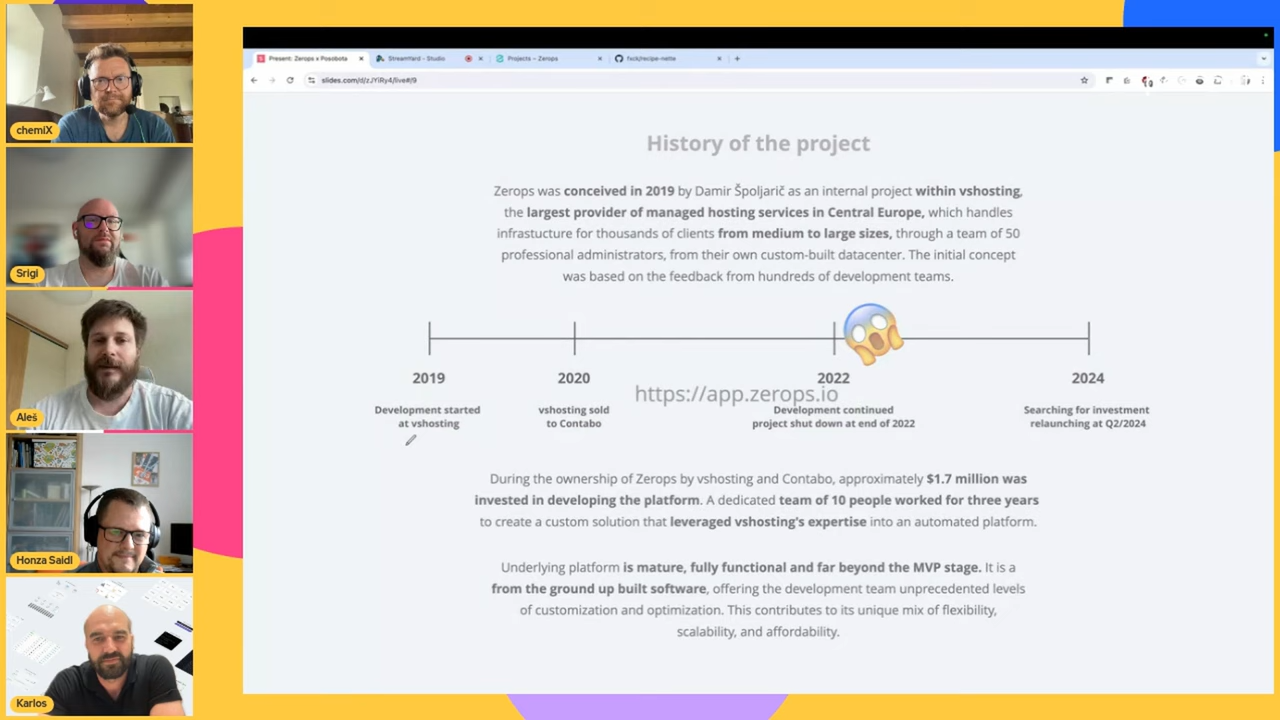 chemiX
Srigi
Aleš
Honza Saidl
Karlos
Present: Zerops x Posobota
StreamYard - Studio
Projects – Zerops
fxck/recipe-nette
slides.com/d/zJYiRy4/live#/9
History of the project
Zerops was conceived in 2019 by Damir Špoljarič as an internal project within vshosting,
the largest provider of managed hosting services in Central Europe, which handles
infrastucture for thousands of clients from medium to large sizes, through a team of 50
professional administrators, from their own custom-built datacenter. The initial concept
was based on the feedback from hundreds of development teams.
2019
2020
2022
2024
https://app.zerops.io
Development started
at vshosting
vshosting sold
to Contabo
Development continued
project shut down at end of 2022
Searching for investment
relaunching at Q2/2024
During the ownership of Zerops by vshosting and Contabo, approximately $1.7 million was
invested in developing the platform. A dedicated team of 10 people worked for three years
to create a custom solution that leveraged vshosting's expertise into an automated platform.
Underlying platform is mature, fully functional and far beyond the MVP stage. It is a
from the ground up built software, offering the development team unprecedented levels
of customization and optimization. This contributes to its unique mix of flexibility,
scalability, and affordability.